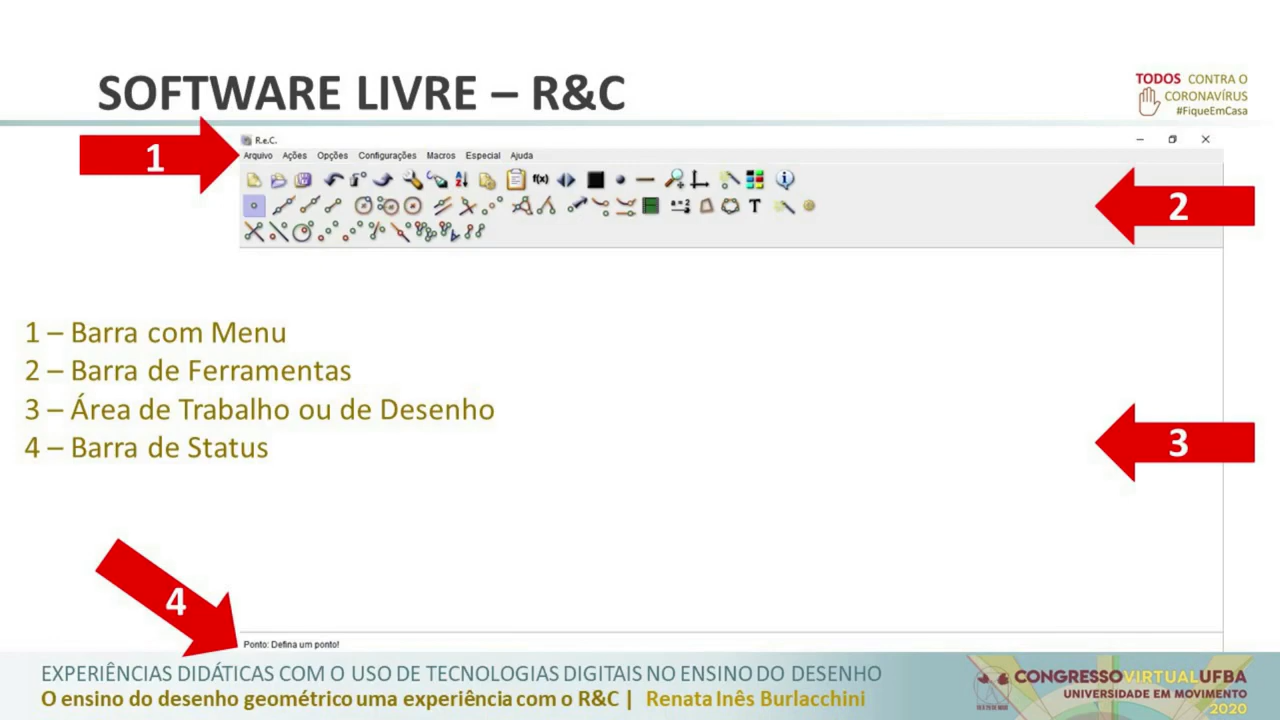 SOFTWARE LIVRE – R&C
TODOS CONTRA O
CORONAVÍRUS
#FiqueEmCasa
1
R.e.C.
Arquivo Ações Opções Configurações Macros Especial Ajuda
f(x)
a=2
T
2
1 – Barra com Menu
2 – Barra de Ferramentas
3 – Área de Trabalho ou de Desenho
4 – Barra de Status
3
4
Ponto: Defina um ponto!
EXPERIÊNCIAS DIDÁTICAS COM O USO DE TECNOLOGIAS DIGITAIS NO ENSINO DO DESENHO
O ensino do desenho geométrico uma experiência com o R&C | Renata Inês Burlacchini
CONGRESSOVIRTUALUFBA
UNIVERSIDADE EM MOVIMENTO
2020